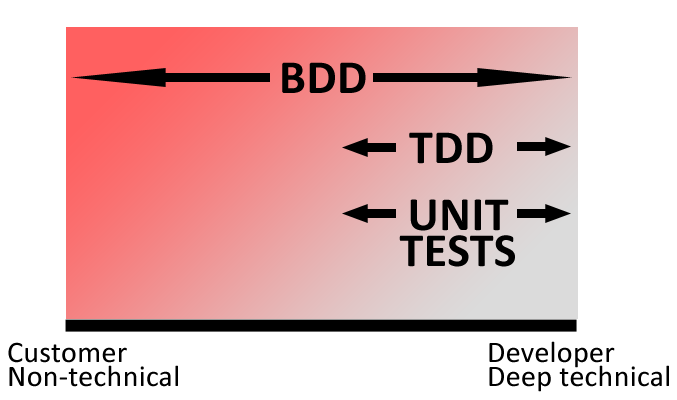 BDD
TDD
UNIT
TESTS
Customer
Non-technical
Developer
Deep technical